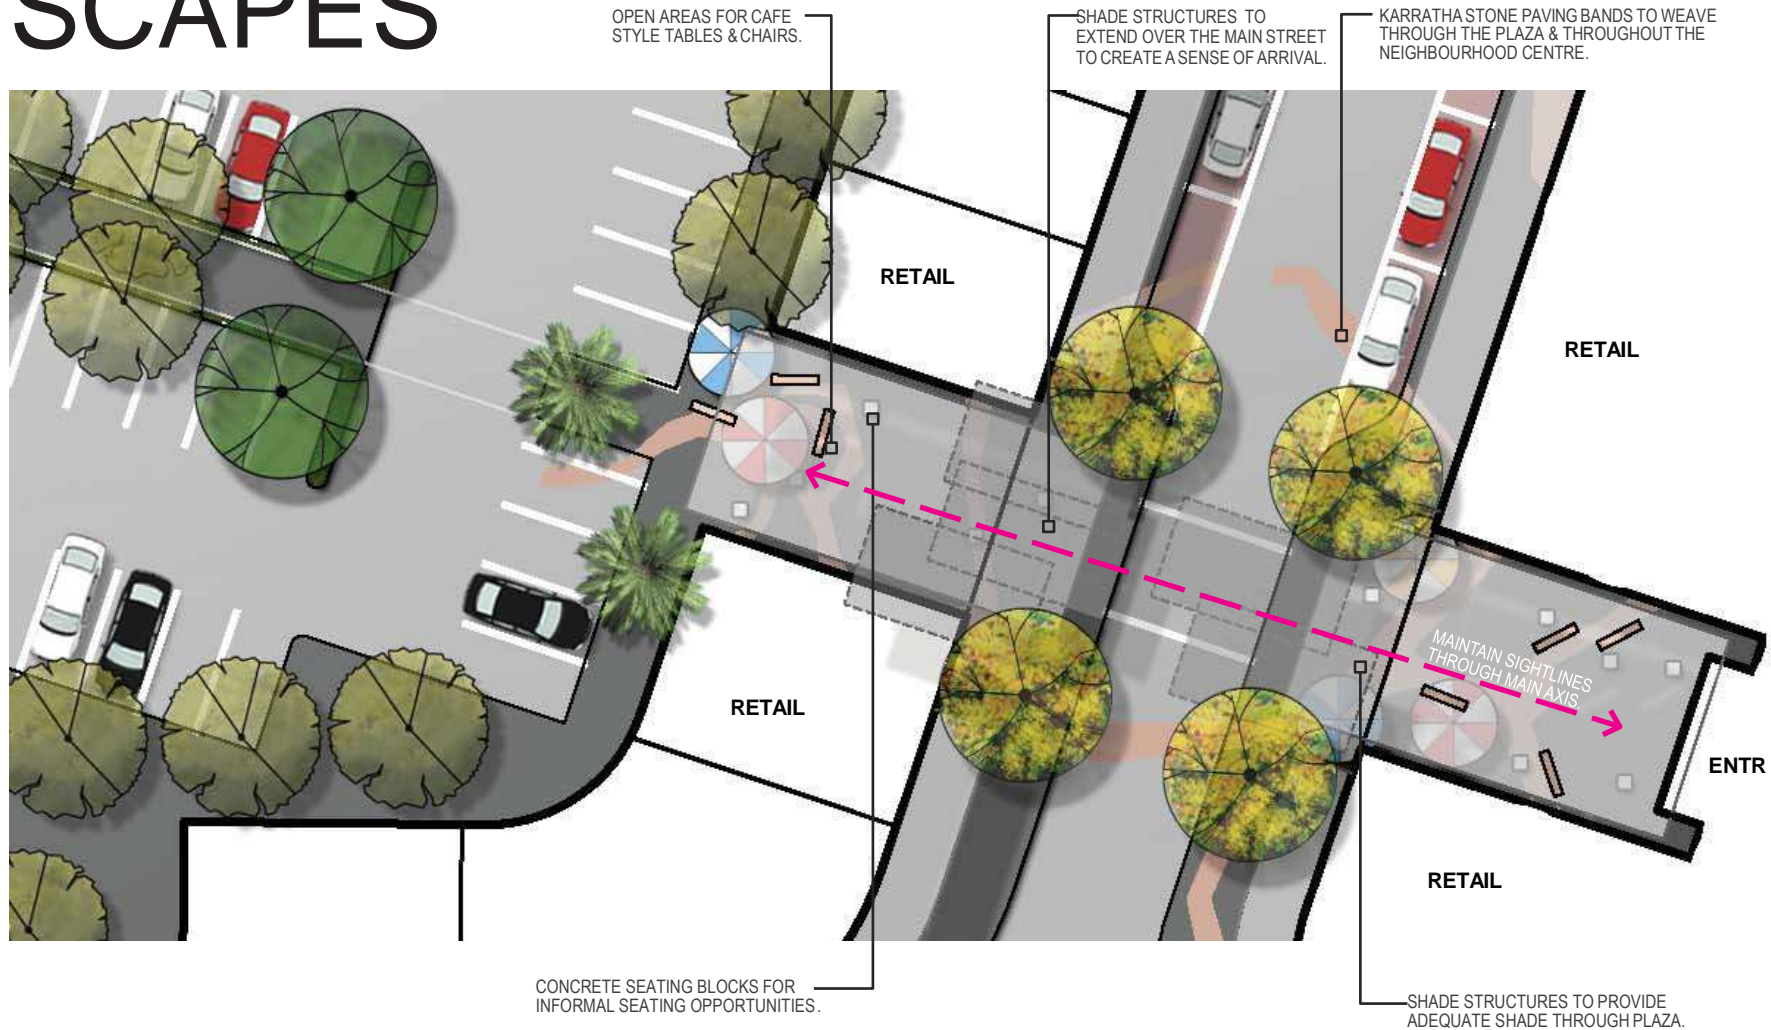 SCAPES
OPEN AREAS FOR CAFE
STYLE TABLES & CHAIRS.
SHADE STRUCTURES TO
EXTEND OVER THE MAIN STREET
TO CREATE A SENSE OF ARRIVAL.
KARRATHA STONE PAVING BANDS TO WEAVE
THROUGH THE PLAZA & THROUGHOUT THE
NEIGHBOURHOOD CENTRE.
RETAIL
RETAIL
MAINTAIN SIGHTLINES
THROUGH MAIN AXIS.
RETAIL
ENTR
RETAIL
CONCRETE SEATING BLOCKS FOR
INFORMAL SEATING OPPORTUNITIES.
SHADE STRUCTURES TO PROVIDE
ADEQUATE SHADE THROUGH PLAZA.